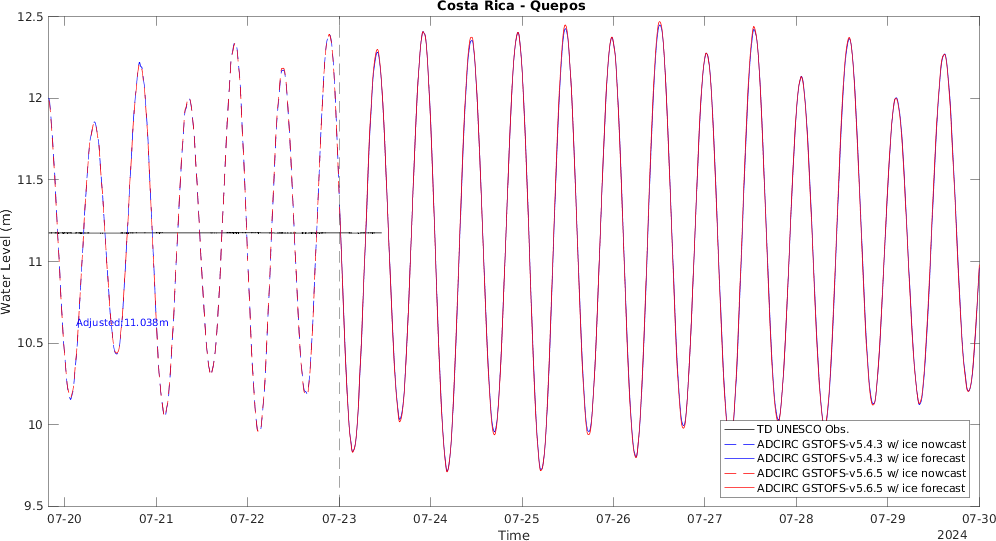 Costa Rica - Quepos
12.5
12
11.5
11
10.5
10
9.5
Water Level (m)
Adjusted:11.038m
TD UNESCO Obs.
ADCIRC GSTOFS-v5.4.3 w/ ice nowcast
ADCIRC GSTOFS-v5.4.3 w/ ice forecast
ADCIRC GSTOFS-v5.6.5 w/ ice nowcast
ADCIRC GSTOFS-v5.6.5 w/ ice forecast
07-20 07-21 07-22 07-23 07-24 07-25 07-26 07-27 07-28 07-29 07-30
Time
2024